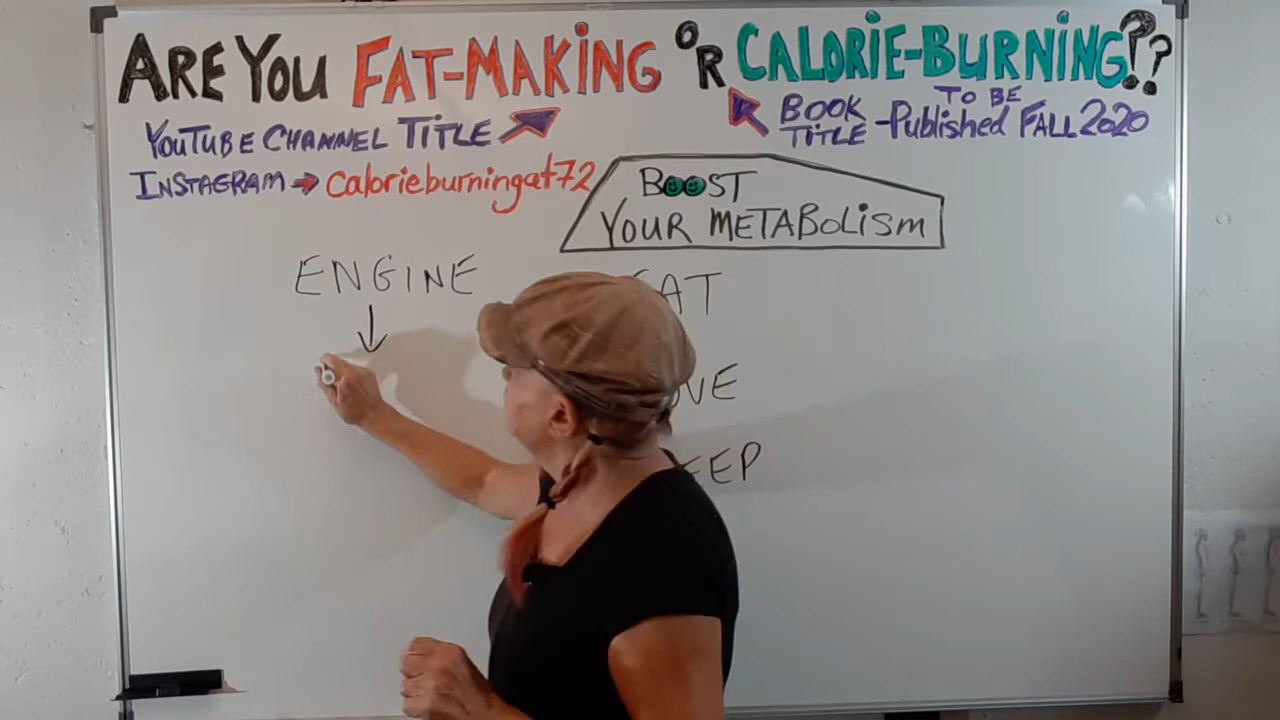 ARE YOU FAT-MAKING OR CALORIE-BURNING??
YOUTUBE CHANNEL TITLE
BOOK TITLE - TO BE Published FALL 2020
INSTAGRAM → calorieburningat72
BOOST
YOUR METABOLISM
ENGINE